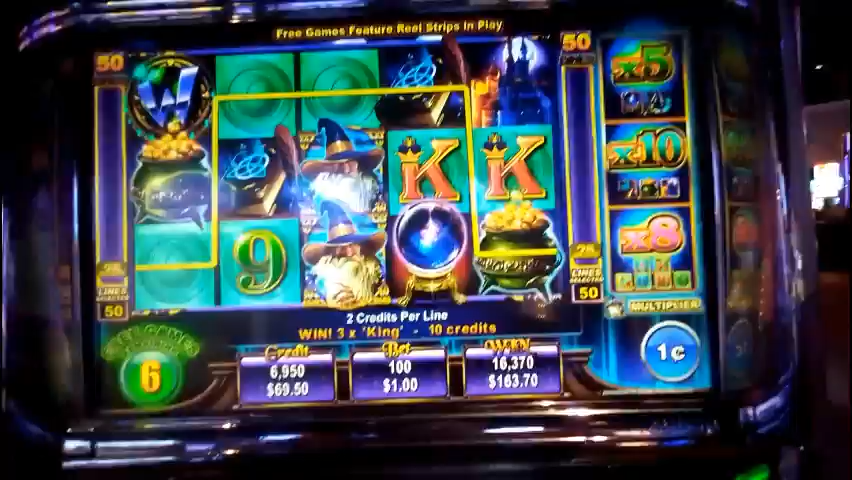 Free Games Feature Reel Strips in Play
50
50
W
x5
x10
K
K
9
x8
25
LINES
SELECTED
50
25
LINES
SELECTED
50
MULTIPLIER
2 Credits Per Line
WIN! 3 x 'King' - 10 credits
6
Credit
6,950
$69.50
Bet
100
$1.00
WIN
16,370
$163.70
1¢